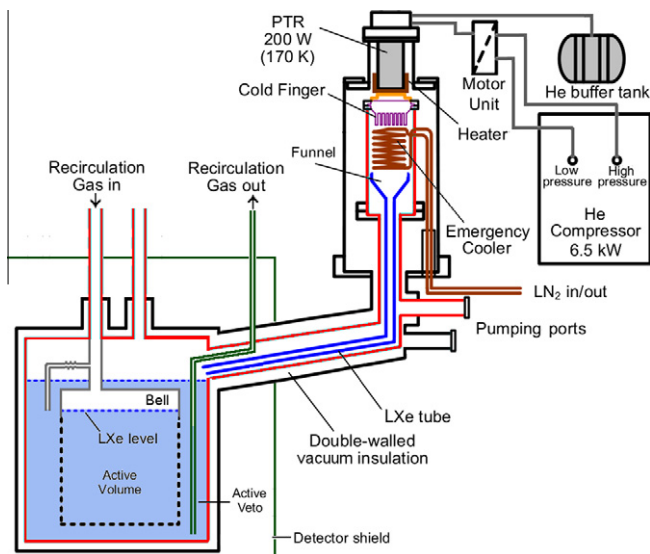 PTR
200 W
(170 K)
Cold Finger
Motor
Unit
He buffer tank
Heater
Funnel
Recirculation
Gas in
Recirculation
Gas out
Low
pressure
High
pressure
He
Compressor
6.5 kW
Emergency
Cooler
LN₂ in/out
Pumping ports
Bell
LXe level
LXe tube
Double-walled
vacuum insulation
Active
Volume
Active
Veto
Detector shield